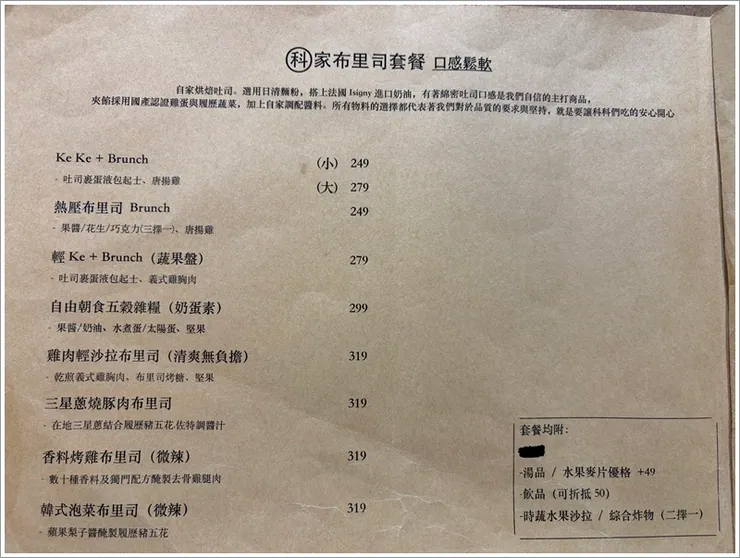 科家布里司套餐 口感鬆軟
自家烘焙吐司。選用日清麵粉，搭上法國 Isigny 進口奶油，有著綿密吐司口感是我們自信的主打商品，
夾餡採用國產認證雞蛋與履歷蔬菜，加上自家調配醬料。所有物料的選擇都代表著我們對於品質的要求與堅持，就是要讓科科們吃的安心開心
Ke Ke + Brunch (小) 249
- 吐司裹蛋液包起士、唐揚雞 (大) 279
熱壓布里司 Brunch 249
- 果醬/花生/巧克力(三擇一)、唐揚雞
輕 Ke + Brunch (蔬果盤) 279
- 吐司裹蛋液包起士、義式雞胸肉
自由朝食五穀雜糧 (奶蛋素) 299
- 果醬/奶油、水煮蛋/太陽蛋、堅果
雞肉輕沙拉布里司 (清爽無負擔) 319
- 乾煎義式雞胸肉、布里司烤糖、堅果
三星蔥燒豚肉布里司 319
- 在地三星蔥結合履歷豬五花.佐特調醬汁
香料烤雞布里司 (微辣) 319
- 數十種香料及獨門配方醃製去骨雞腿肉
韓式泡菜布里司 (微辣) 319
- 蘋果梨子醬醃製履歷豬五花
套餐均附:
-湯品 / 水果麥片優格 +49
-飲品 (可折抵 50)
-時蔬水果沙拉 / 綜合炸物 (二擇一)